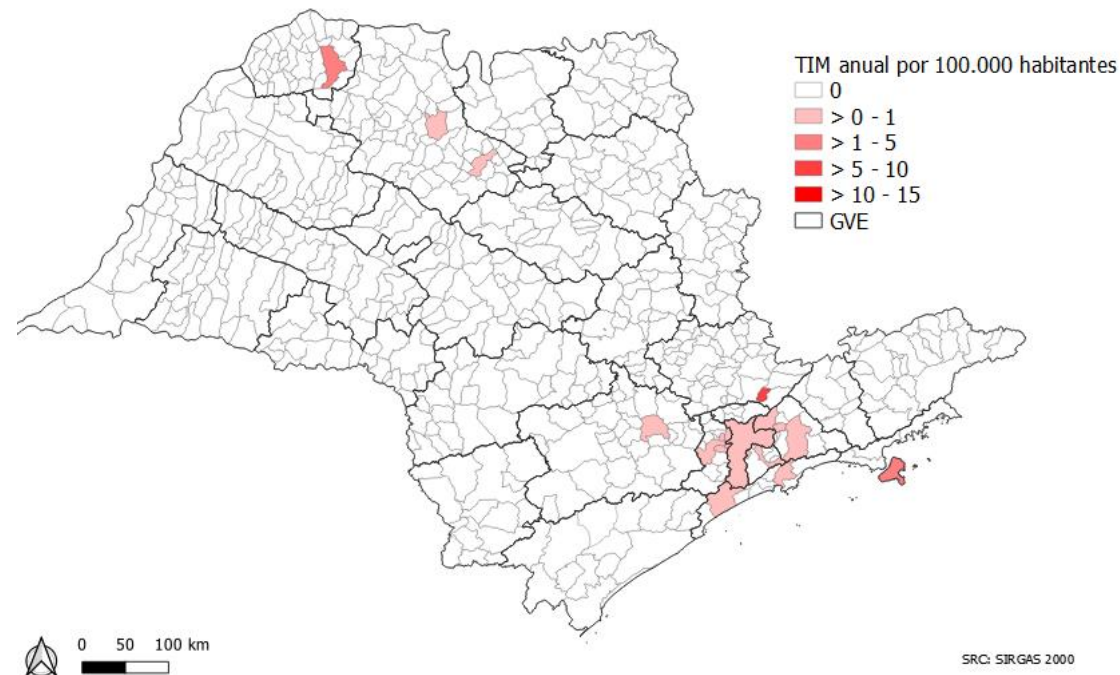 TIM anual por 100.000 habitantes
0
> 0 - 1
> 1 - 5
> 5 - 10
> 10 - 15
GVE
0 50 100 km
SRC: SIRGAS 2000